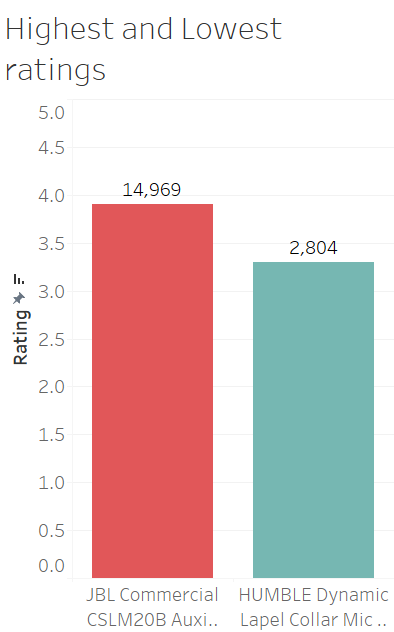 Highest and Lowest
ratings
5.0
4.5
4.0
3.5
3.0
2.5
2.0
1.5
1.0
0.5
0.0
Rating
14,969
2,804
JBL Commercial
CSLM20B Auxi..
HUMBLE Dynamic
Lapel Collar Mic ..